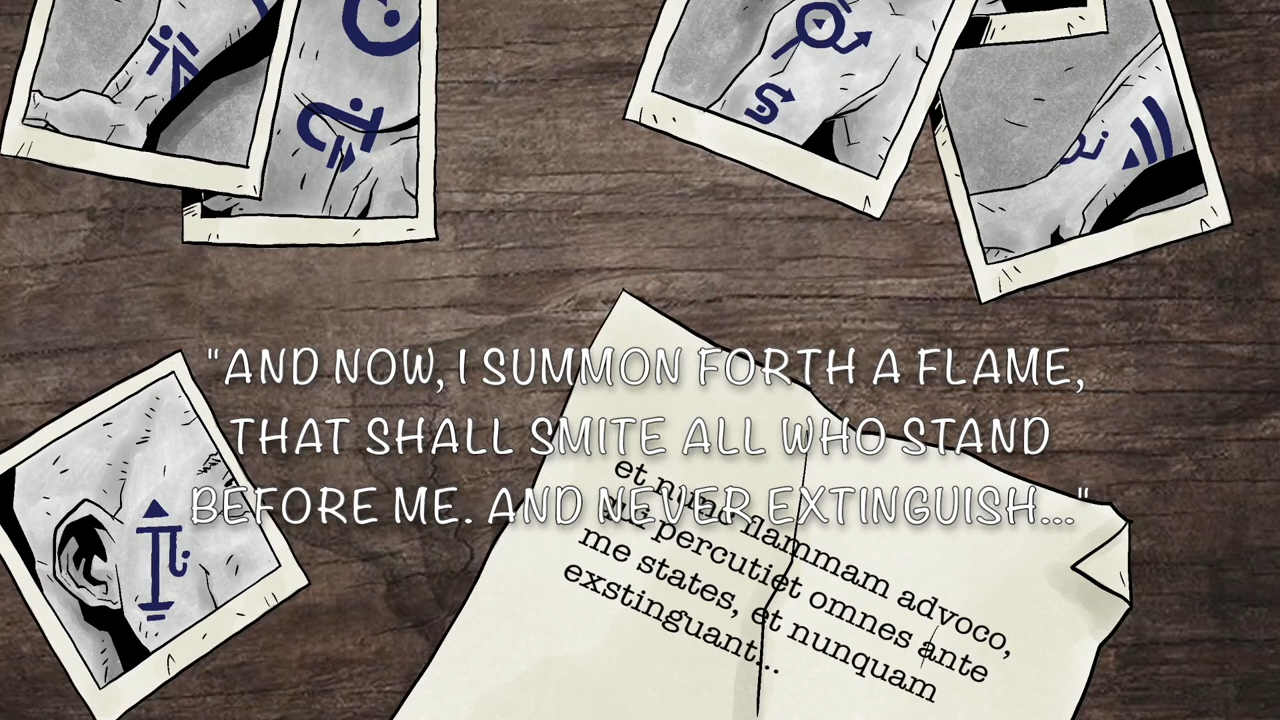 "AND NOW, I SUMMON FORTH A FLAME,
THAT SHALL SMITE ALL WHO STAND
BEFORE ME. AND NEVER EXTINGUISH..."
et nunc flammam advoco,
percutiet omnes ante
me states, et nunquam
exstinguant...